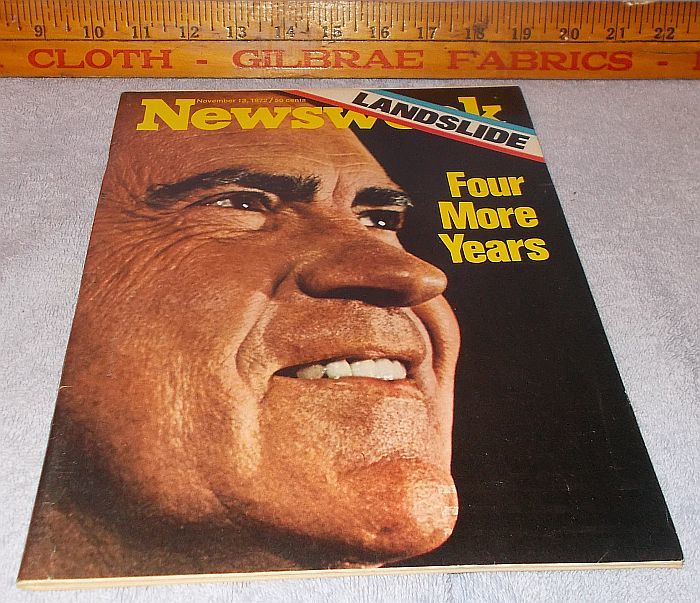 9 10 11 12 13 14 15 16 17 18 19 20 21 22
CLOTH - GILBRAE FABRICS -
November 13, 1972 / 50 cents
Newsweek
LANDSLIDE
Four
More
Years